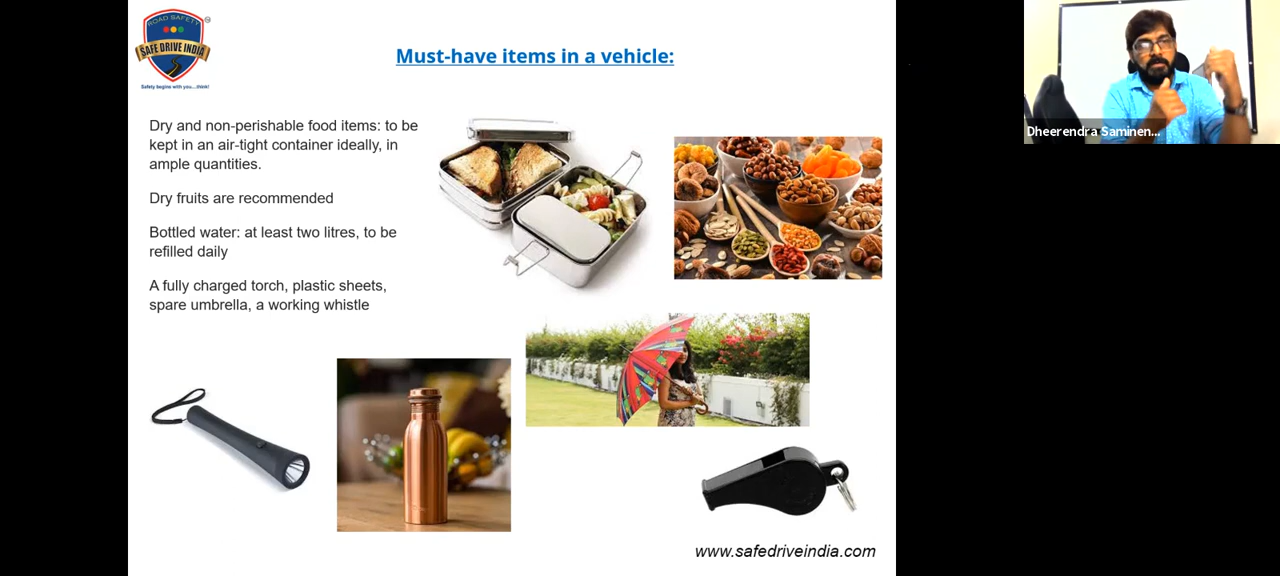 ROAD SAFETY
SAFE DRIVE INDIA
Safety begins with you...think!
Must-have items in a vehicle:
Dry and non-perishable food items: to be
kept in an air-tight container ideally, in
ample quantities.
Dry fruits are recommended
Bottled water: at least two litres, to be
refilled daily
A fully charged torch, plastic sheets,
spare umbrella, a working whistle
www.safedriveindia.com
Dheerendra Saminen...